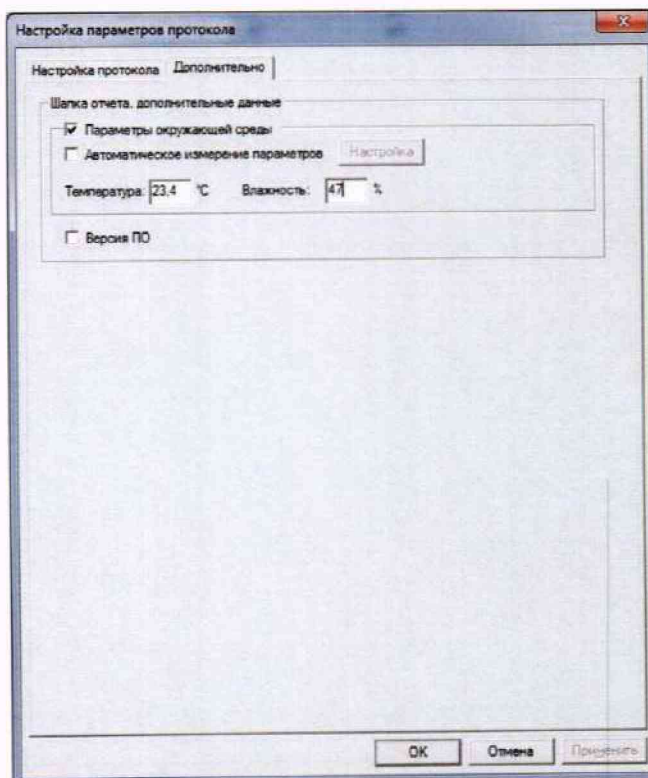 Настройка параметров протокола
Настройка протокола Дополнительно
Шапка отчета, дополнительные данные
Параметры окружающей среды
Автоматическое измерение параметров Настройка
Температура: 23,4 °C Влажность: 47 %
Версия ПО
OK Отмена Применить